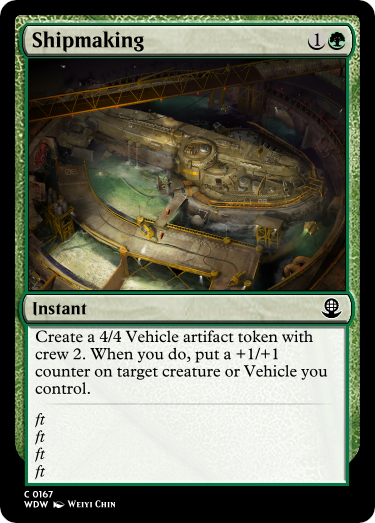 Shipmaking
1
Instant
Create a 4/4 Vehicle artifact token with
crew 2. When you do, put a +1/+1
counter on target creature or Vehicle you
control.
ft
ft
ft
ft
C 0167
WDW Weiyi Chin